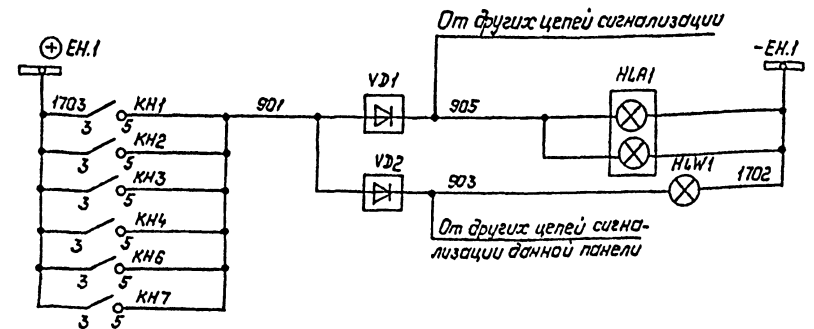 От других цепей сигнализации
⊕ ЕН.1
-ЕН.1
VD1
HLA1
1703
КН1
901
905
3 5
КН2
3 5
VD2
HLW1
КН3
903
1702
3 5
КН4
От других цепей сигна-
лизации данной панели
3 5
КН6
3 5
КН7
3 5